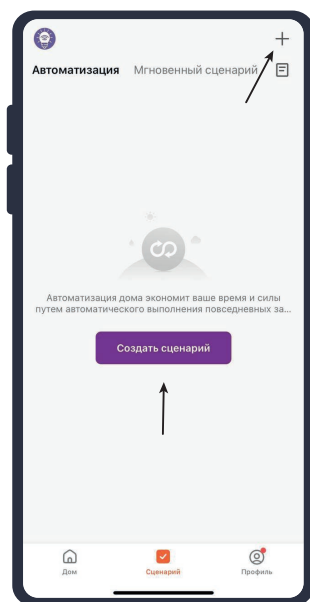 Автоматизация Мгновенный сценарий
Автоматизация дома экономит ваше время и силы
путем автоматического выполнения повседневных за...
Создать сценарий
Дом Сценарий Профиль